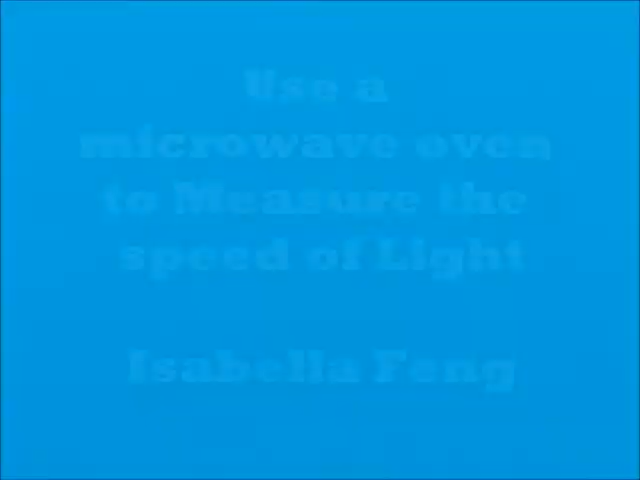 Use a
microwave oven
to Measure the
speed of Light
Isabella Feng